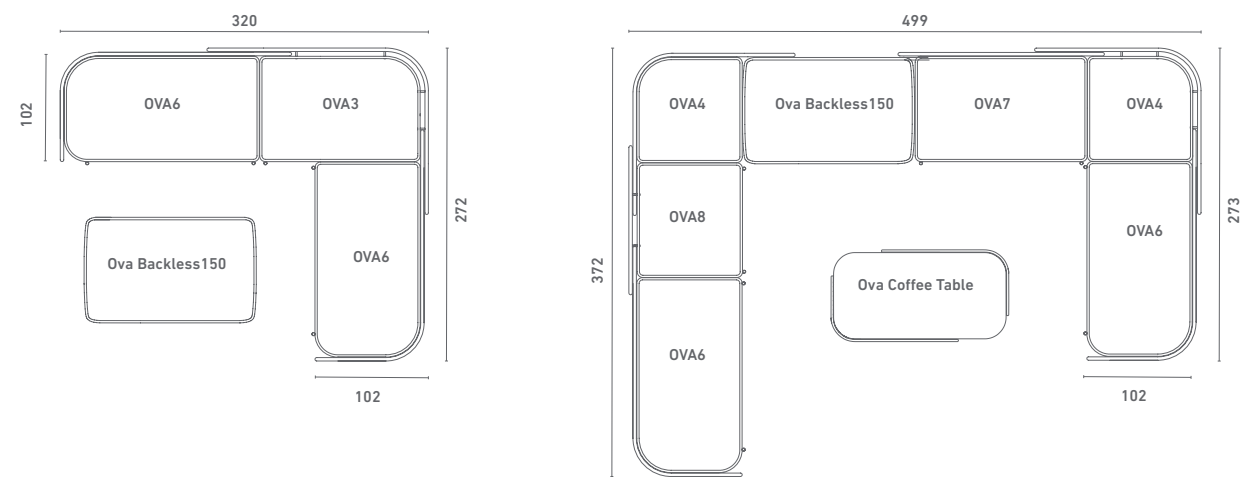 320
OVA6
OVA3
102
272
OVA6
Ova Backless150
102
499
OVA4
Ova Backless150
OVA7
OVA4
OVA8
273
OVA6
372
Ova Coffee Table
OVA6
102